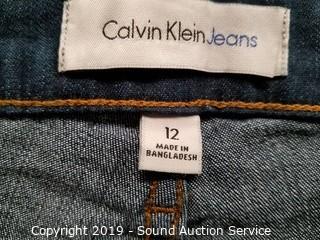 Calvin Klein Jeans
12
MADE IN
BANGLADESH
Copyright 2019 - Sound Auction Service